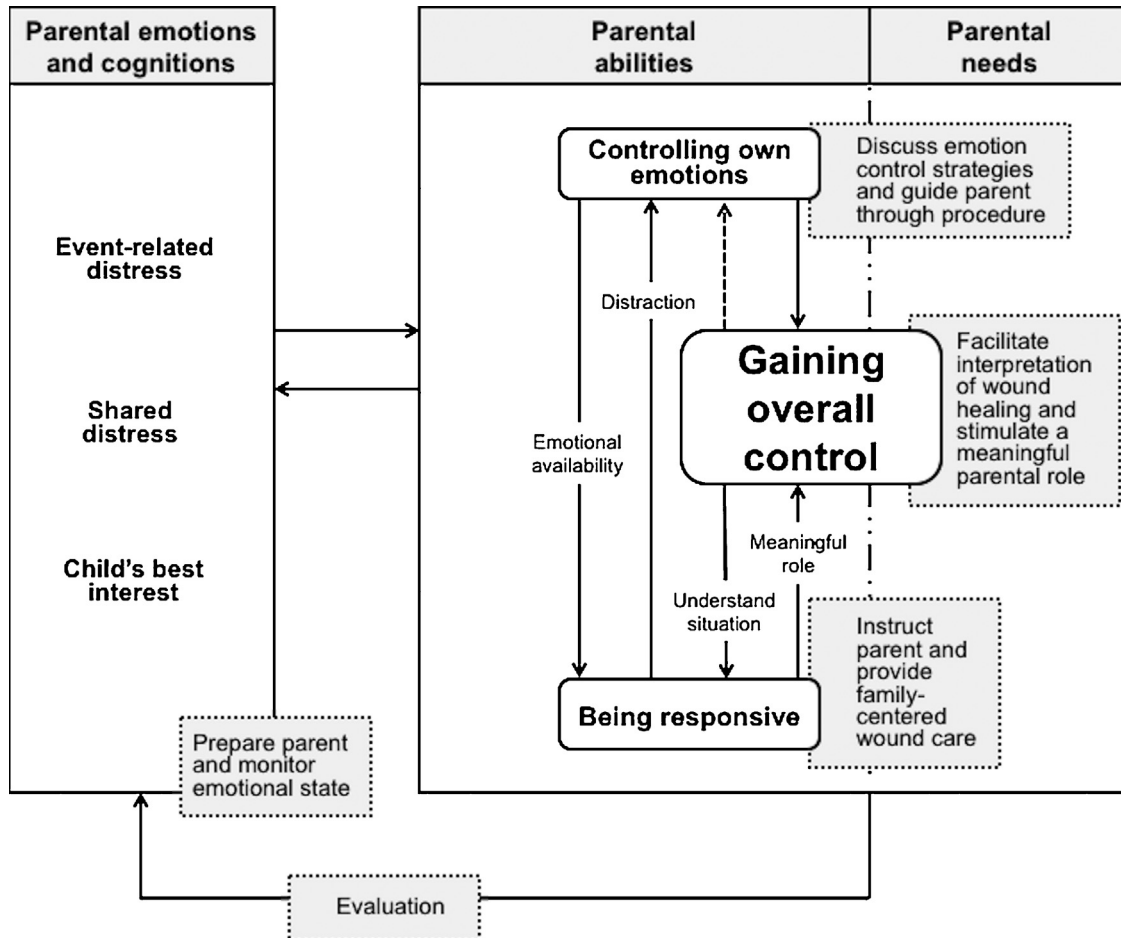 Parental emotions
and cognitions
Parental
abilities
Parental
needs
Event-related
distress
Shared
distress
Child's best
interest
Prepare parent
and monitor
emotional state
Controlling own
emotions
Discuss emotion
control strategies
and guide parent
through procedure
Distraction
Emotional
availability
Gaining
overall
control
Facilitate
interpretation
of wound
healing and
stimulate a
meaningful
parental role
Meaningful
role
Understand
situation
Being responsive
Instruct
parent and
provide
family-
centered
wound care
Evaluation